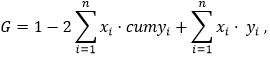 G = 1 − 2 ∑_{i=1}^{n} x_i · cumy_i + ∑_{i=1}^{n} x_i · y_i ,